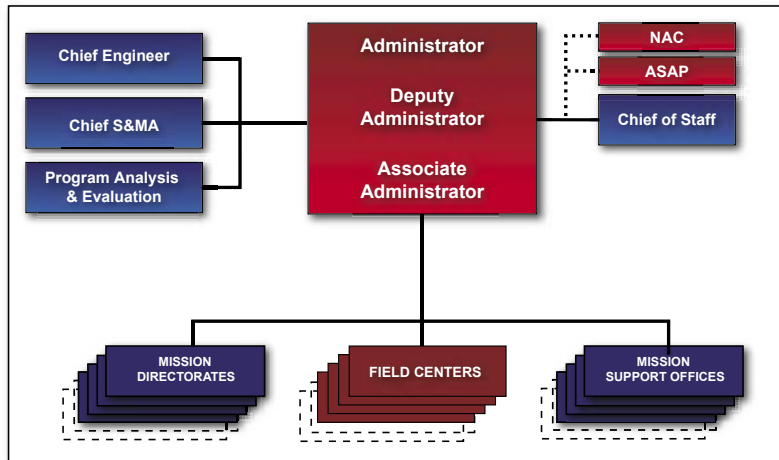 Chief Engineer
Chief S&MA
Program Analysis
& Evaluation
Administrator
Deputy
Administrator
Associate
Administrator
NAC
ASAP
Chief of Staff
MISSION
DIRECTORATES
FIELD CENTERS
MISSION
SUPPORT OFFICES